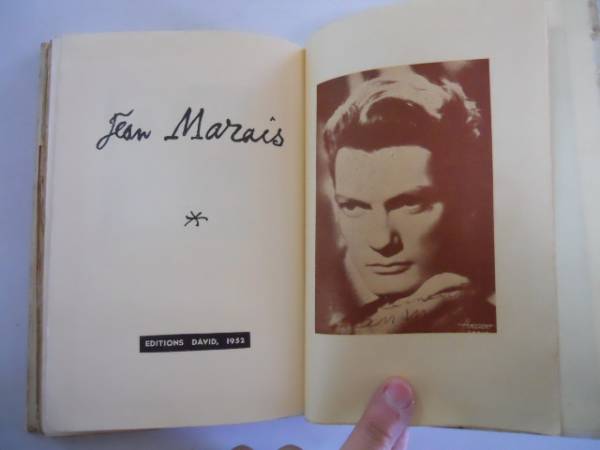 Jean Marais
*
EDITIONS DAVID, 1952